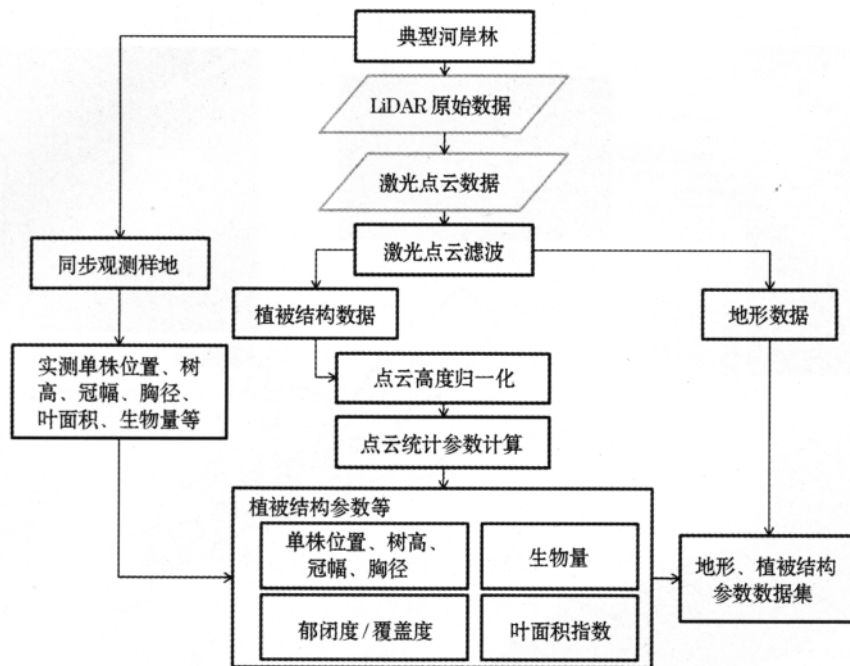 典型河岸林
LiDAR 原始数据
激光点云数据
激光点云滤波
同步观测样地
植被结构数据
地形数据
实测单株位置、树
高、冠幅、胸径、
叶面积、生物量等
点云高度归一化
点云统计参数计算
植被结构参数等
单株位置、树高、
冠幅、胸径
生物量
郁闭度/覆盖度
叶面积指数
地形、植被结构
参数数据集